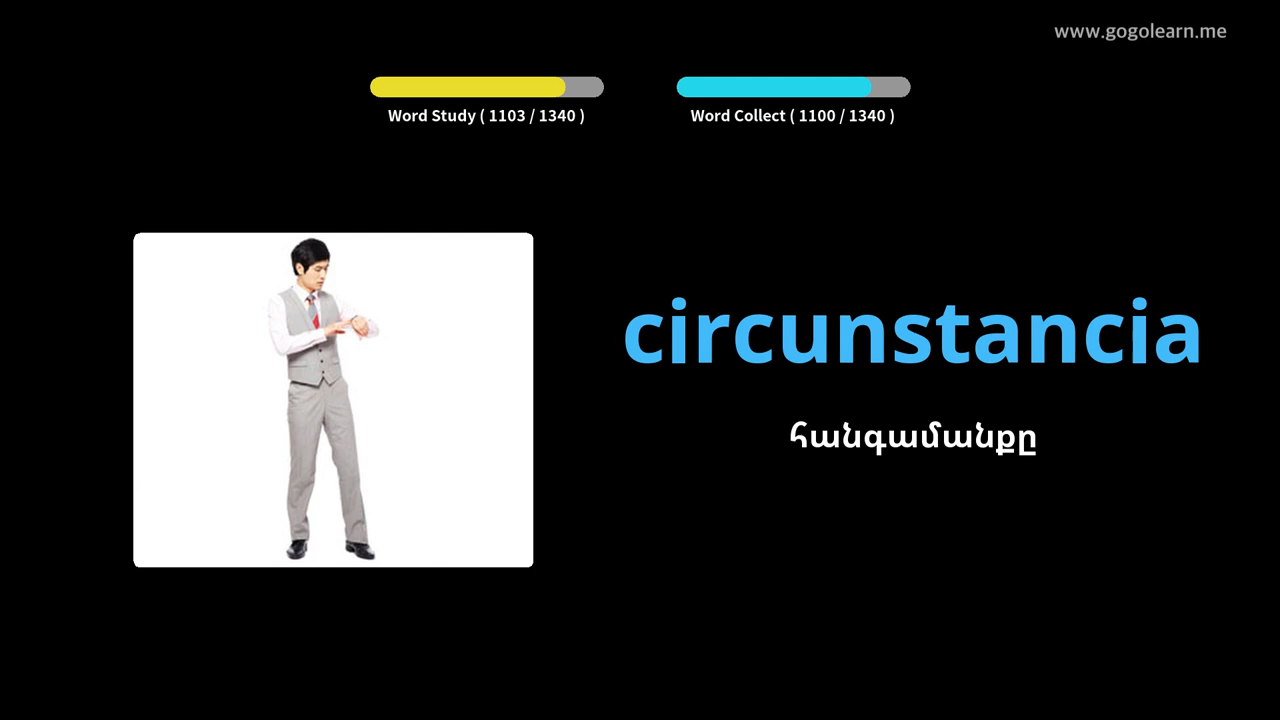 www.gogolearn.me
Word Study ( 1103 / 1340 )
Word Collect ( 1100 / 1340 )
circunstancia
հանգամանքը